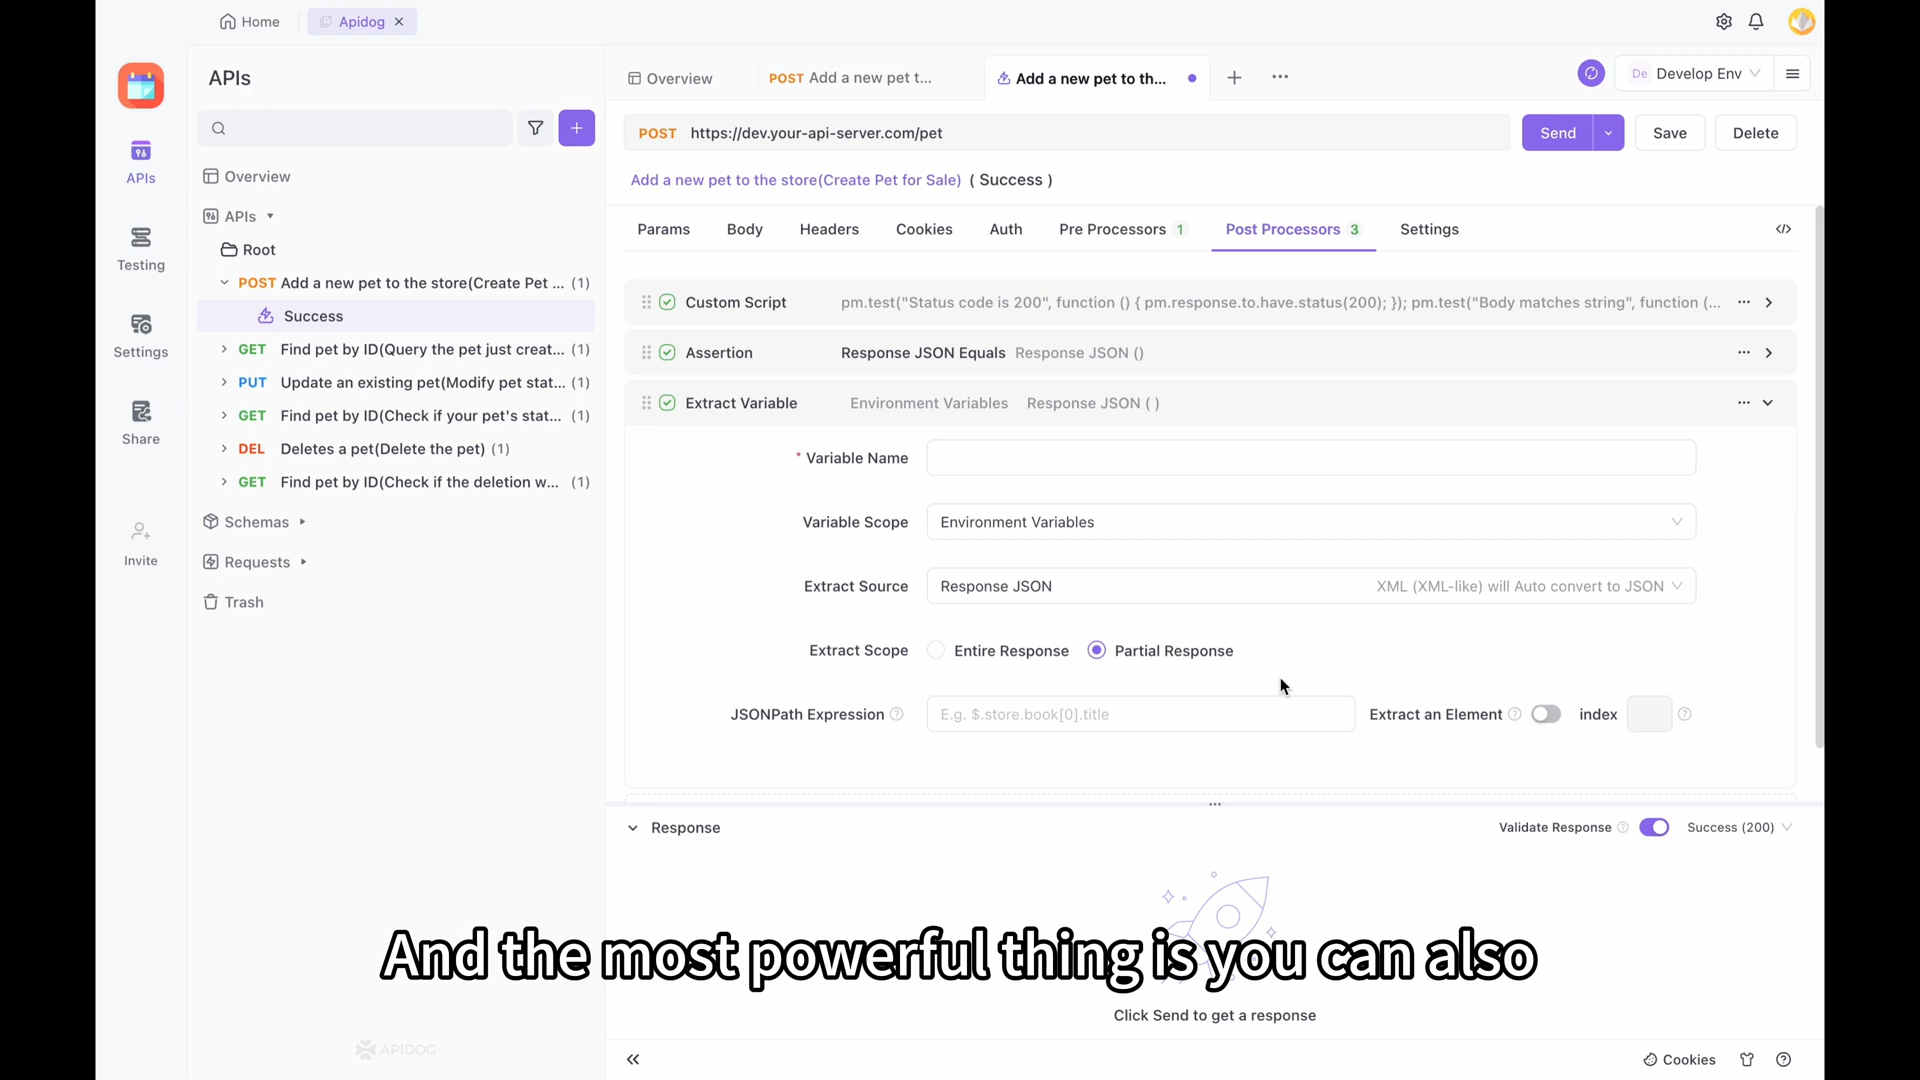 Home
Apidog
APIs
Overview
POST Add a new pet t...
Add a new pet to th...
De Develop Env
POST https://dev.your-api-server.com/pet
Send
Save
Delete
APIs
Testing
Settings
Share
Invite
Overview
APIs
Root
POST Add a new pet to the store(Create Pet ... (1)
Success
GET Find pet by ID(Query the pet just creat... (1)
PUT Update an existing pet(Modify pet stat... (1)
GET Find pet by ID(Check if your pet's stat... (1)
DEL Deletes a pet(Delete the pet) (1)
GET Find pet by ID(Check if the deletion w... (1)
Schemas
Requests
Trash
APIDOG
Add a new pet to the store(Create Pet for Sale) ( Success )
Params Body Headers Cookies Auth Pre Processors 1 Post Processors 3 Settings
Custom Script pm.test("Status code is 200", function () { pm.response.to.have.status(200); }); pm.test("Body matches string", function (...
Assertion Response JSON Equals Response JSON ()
Extract Variable Environment Variables Response JSON ( )
* Variable Name
Variable Scope Environment Variables
Extract Source Response JSON XML (XML-like) will Auto convert to JSON
Extract Scope Entire Response Partial Response
JSONPath Expression E.g. $.store.book[0].title Extract an Element index
Response
Validate Response Success (200)
And the most powerful thing is you can also
Click Send to get a response
Cookies